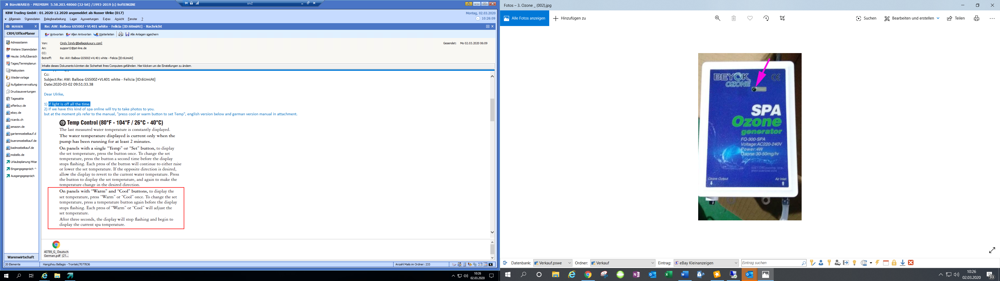 BüroWARE® - PREMIUM 5.58.203.48060 (32-bit) /1993-2019 (c) SoftENGINE
srv2
KBW Trading GmbH : 01.2020-12.2020 angemeldet als Nusser Ulrike (017)
Montag, 02.03.2020
Allgemein Stammdaten Belegbearbeitung Lager Auswertungen Extras Ansicht Fenster ?
10:26:09
NUSSER X
Re: AW: Balboa GS500Z+VL401 white - Felicia [ID:6UmiAt] - Nachricht
CRM/OfficePlaner
Antworten Allen Antworten Weiterleiten Alle Anlagen speichern
Adressstamm
Weitere Stammdaten
Heute: Info/Übersich
Tages/Terminplanun
Mailsystem
Wiedervorlage
Aufgabenverwaltung
Druckauswertungen
Tagesakte
afterbuy.de
ebay.de
ricardo.ch
amazon.de
gartenmoebelkauf.d
bueromoebelkauf.de
badmoebelkauf.de
mobello.de
Urlaubsplanung Mitar
Eingangsgespräch ^
Ausgangsgespräch
Warenwirtschaft
20 Elemente
Von: Cindy [cindy@bellagioluxury.com]
Gesendet: Mo 02.03.2020 06:09
An: support2@jet-line.de
CC:
Betreff: Re: AW: Balboa GS500Z+VL401 white - Felicia [ID:6UmiAt]
Inhalte dieses Dokuments könnten die Sicherheit Ihres Computers gefährden. Hier klicken um die Einstellungen zu ändern.
Cc:
Subject:Re: AW: Balboa GS500Z+VL401 white - Felicia [ID:6UmiAt]
Date:2020-03-02 09:51:33.38
Dear Ulrike,
1) if light is off all the time.
2) if we have this kind of spa online will try to take photos to you.
but at the moment pls refer to the manual, "press cool or warm button to set Temp", english version below and german version manual in attachment.
Temp Control (80°F - 104°F / 26°C - 40°C)
The last measured water temperature is constantly displayed.
The water temperature displayed is current only when the
pump has been running for at least 2 minutes.
On panels with a single “Temp” or “Set” button, to display
the set temperature, press the button once. To change the set
temperature, press the button a second time before the display
stops flashing. Each press of the button will continue to either raise
or lower the set temperature. If the opposite direction is desired,
allow the display to revert to the current water temperature. Press
the button to display the set temperature, and again to make the
temperature change in the desired direction.
On panels with “Warm” and “Cool” buttons, to display the
set temperature, press “Warm” or “Cool” once. To change the set
temperature, press a temperature button again before the display
stops flashing. Each press of “Warm” or “Cool” will adjust the
set temperature.
After three seconds, the display will stop flashing and begin to
display the current spa temperature.
40789_G_ Deutsch
German.pdf (21...
Hangzhou Bellagio - Trontek/7077836
Anzahl Mails im Ordner: 233
10:26
02.03.2020
Fotos – 3. Ozone _ (002).jpg
Alle Fotos anzeigen Hinzufügen zu Suchen Bearbeiten und erstellen Teilen
BEYOK
OZONE
CE
SPA
Ozone
generator
FQ-300-SPA
Voltage:AC220-240V
Power:4W
Ozone:30-50mg/hr
Ozone Output
Air Inlet
Datenbank: Verkauf.pswe Ordner: Verkauf Eintrag: eBay Kleinanzeigen Eintrag suchen
10:26
02.03.2020
33